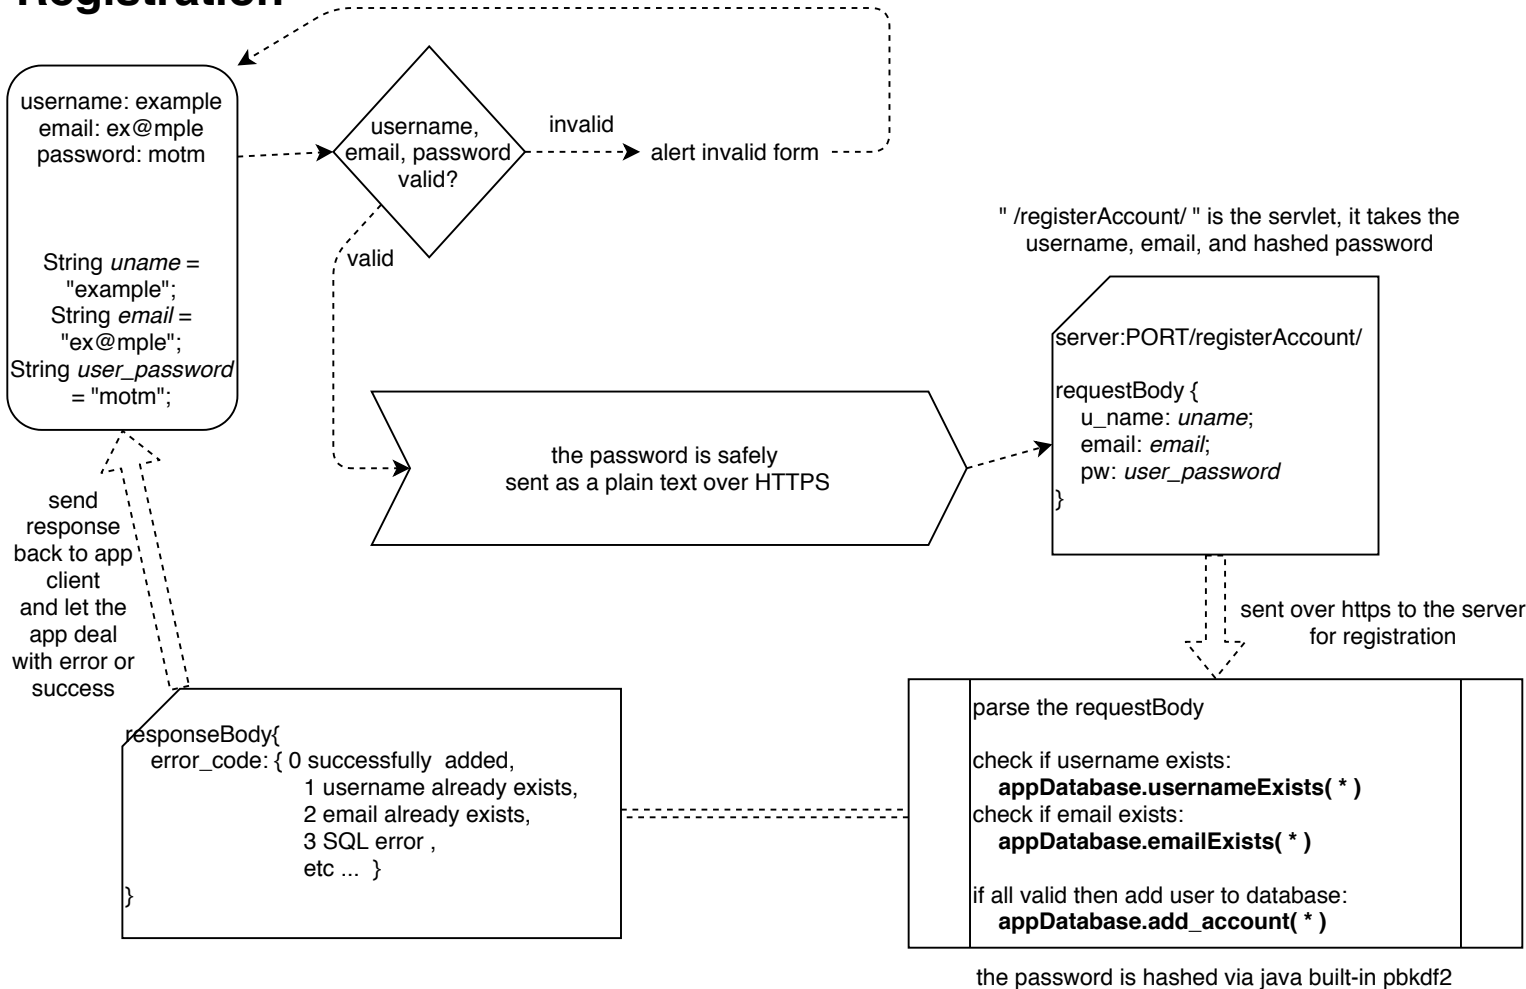 Registration
username: example
email: ex@mple
password: motm
String uname =
"example";
String email =
"ex@mple";
String user_password
= "motm";
username,
email, password
valid?
invalid
alert invalid form
valid
" /registerAccount/ " is the servlet, it takes the
username, email, and hashed password
the password is safely
sent as a plain text over HTTPS
server:PORT/registerAccount/
requestBody {
u_name: uname;
email: email;
pw: user_password
}
sent over https to the server
for registration
parse the requestBody
check if username exists:
appDatabase.usernameExists( * )
check if email exists:
appDatabase.emailExists( * )
if all valid then add user to database:
appDatabase.add_account( * )
the password is hashed via java built-in pbkdf2
responseBody{
error_code: { 0 successfully  added,
1 username already exists,
2 email already exists,
3 SQL error ,
etc ...  }
}
send
response
back to app
client
and let the
app deal
with error or
success